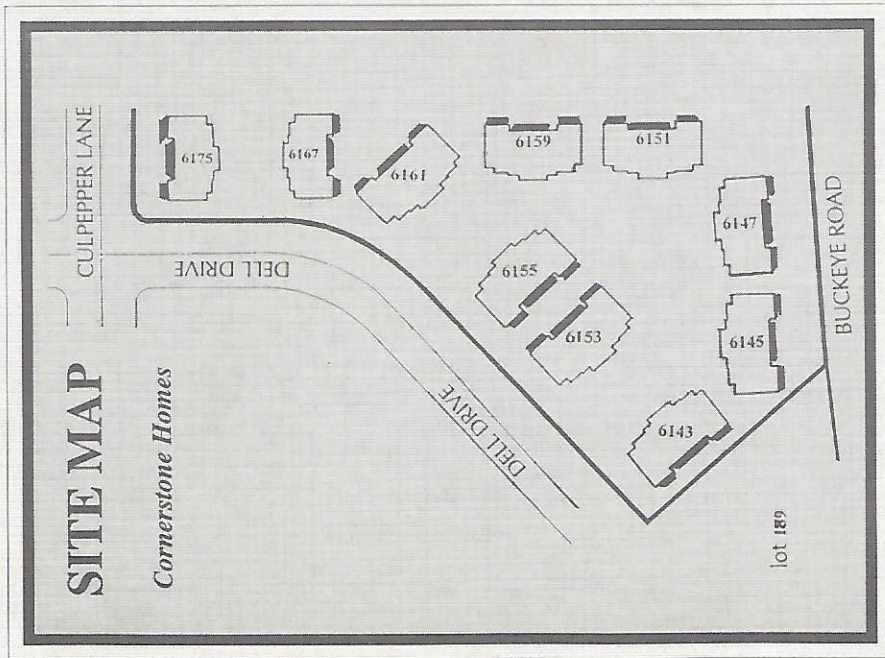 SITE MAP
Cornerstone Homes
CULPEPPER LANE
DELL DRIVE
DELL DRIVE
6175
6167
6161
6159
6151
6155
6153
6147
6145
6143
BUCKEYE ROAD
lot 189